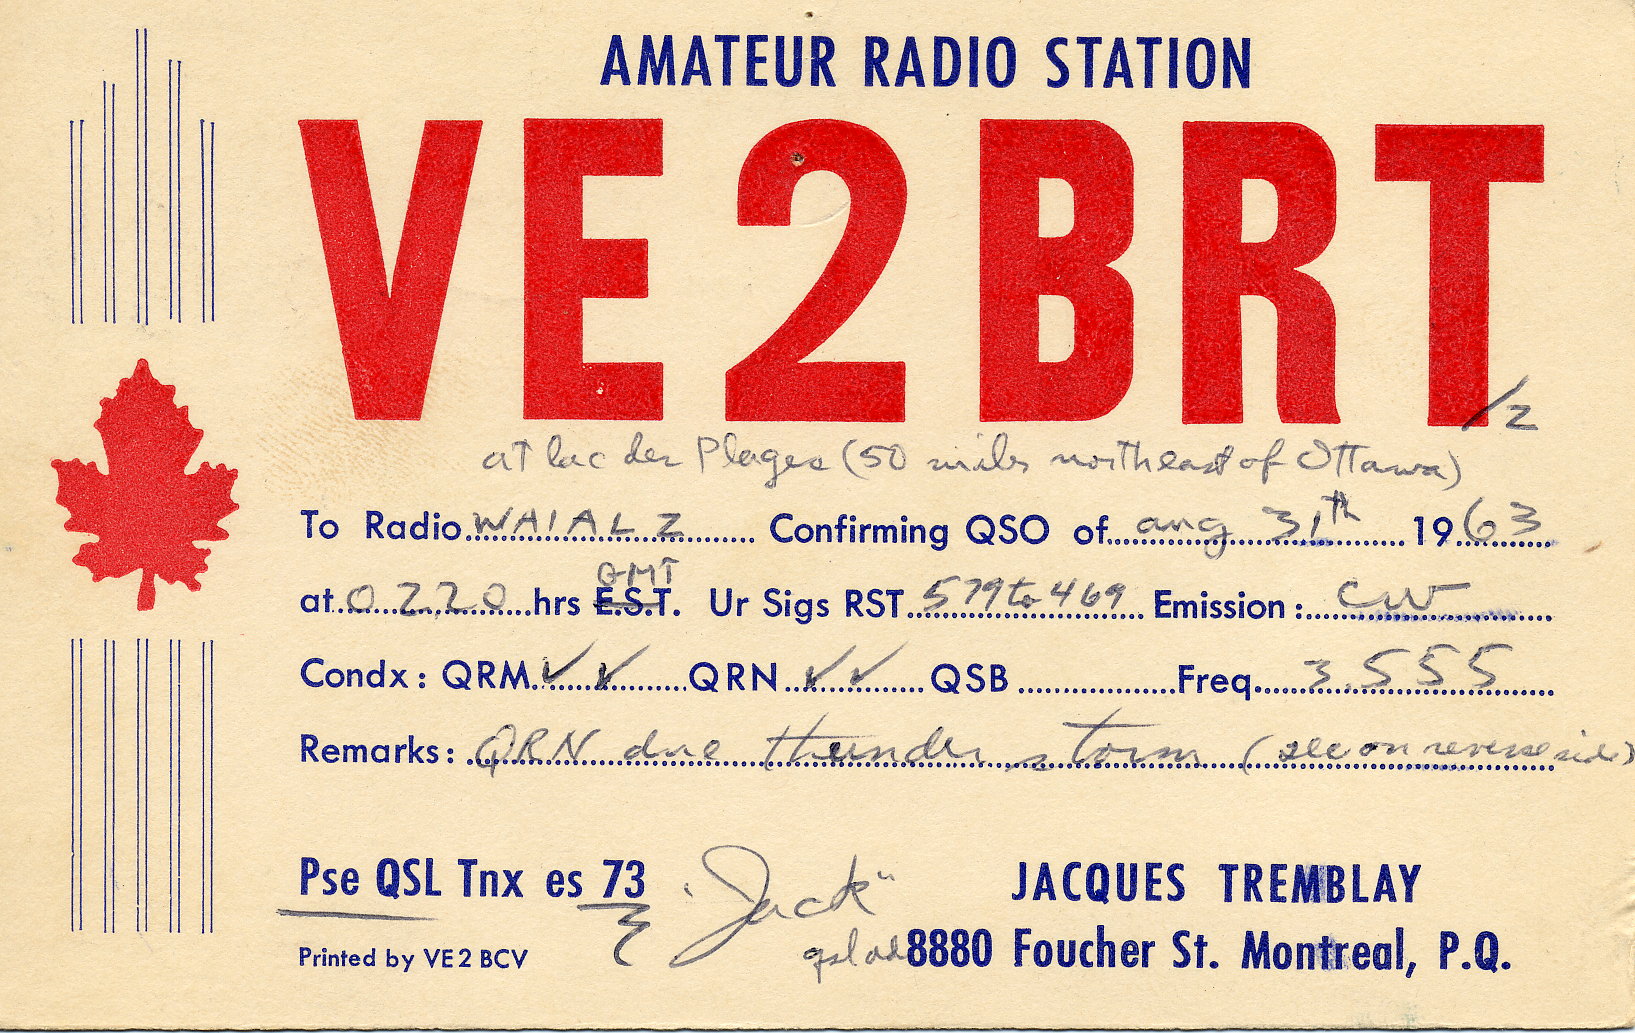 AMATEUR RADIO STATION
VE2BRT/2
at lac des Plages (50 miles northeast of Ottawa)
To Radio WA1ALZ Confirming QSO of aug 31th 1963
GMT
at 0220 hrs E.S.T. Ur Sigs RST 579 to 469 Emission: CW
Condx: QRM ✓✓ QRN ✓✓ QSB Freq. 3.555
Remarks: QRN due thunder storm (see on reverse side)
Pse QSL Tnx es 73 "Jack" JACQUES TREMBLAY
Printed by VE2BCV qsl ad 8880 Foucher St. Montreal, P.Q.